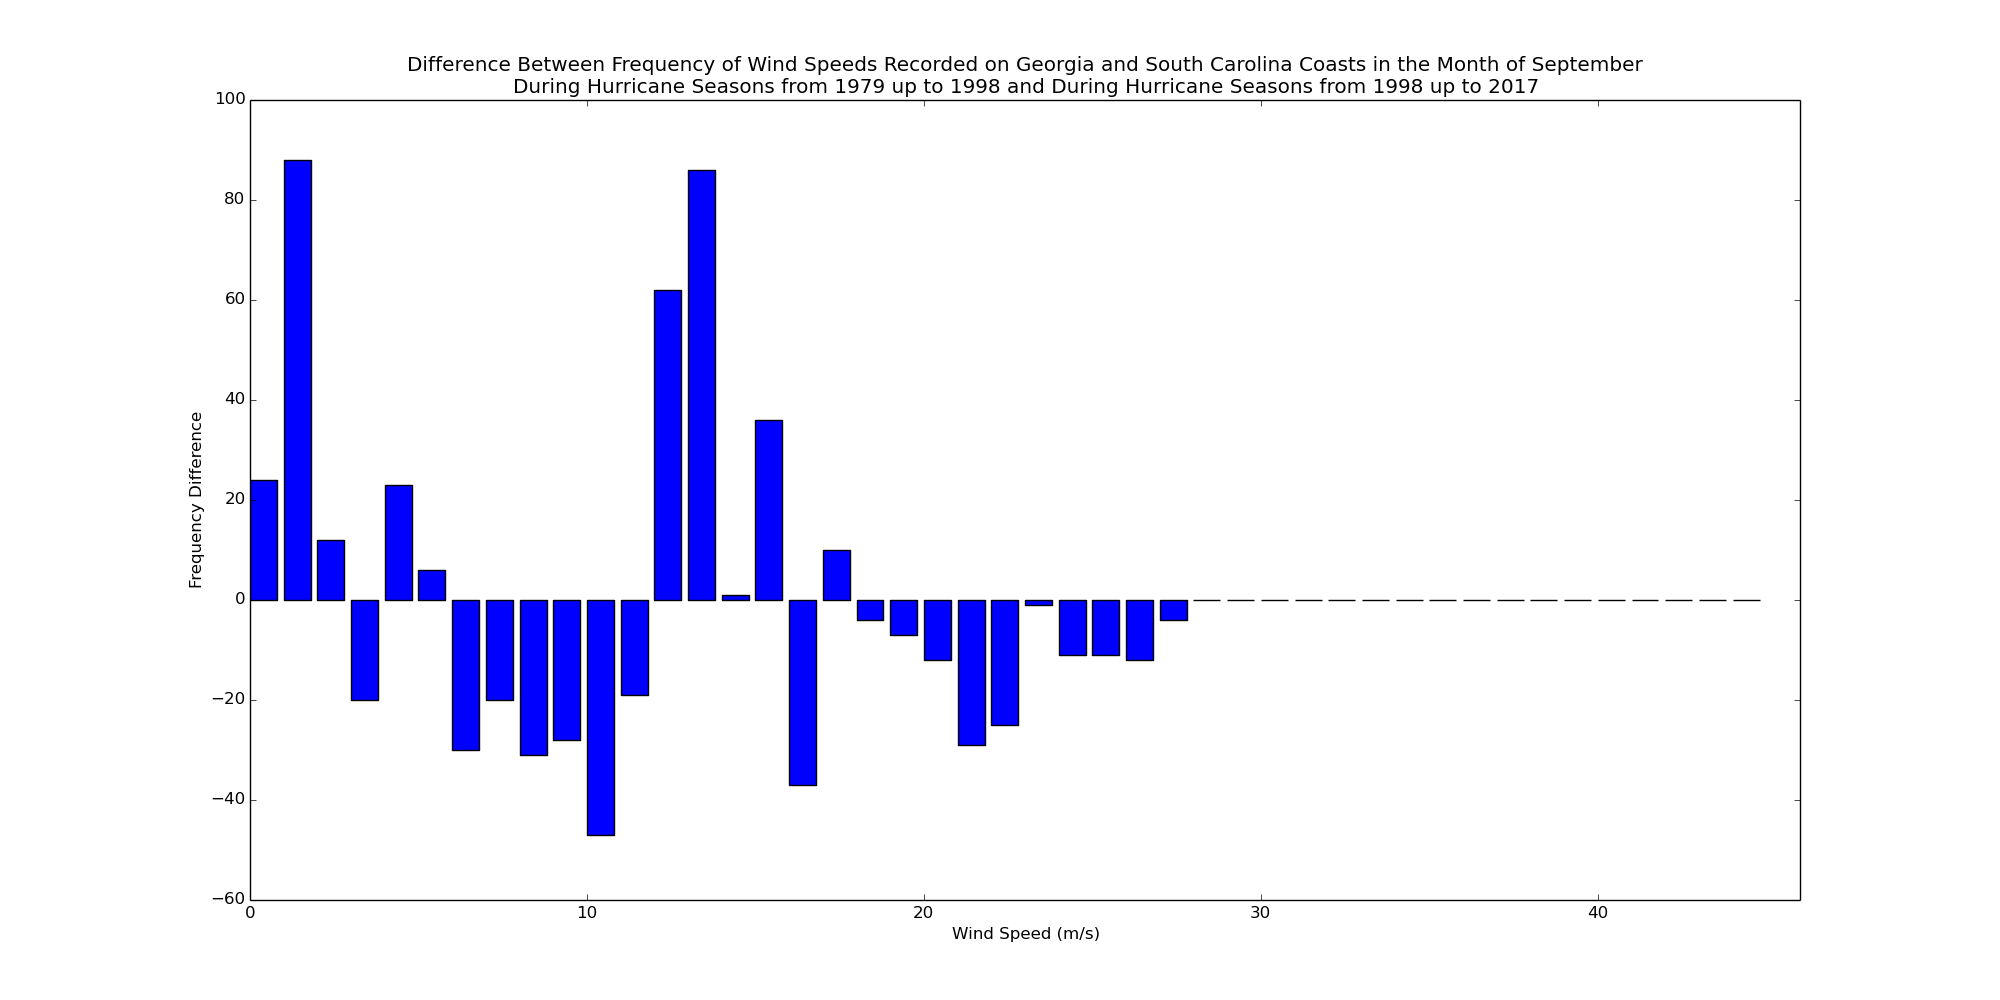 Difference Between Frequency of Wind Speeds Recorded on Georgia and South Carolina Coasts in the Month of September
During Hurricane Seasons from 1979 up to 1998 and During Hurricane Seasons from 1998 up to 2017
100
80
60
40
20
0
−20
−40
−60
Frequency Difference
0 10 20 30 40
Wind Speed (m/s)